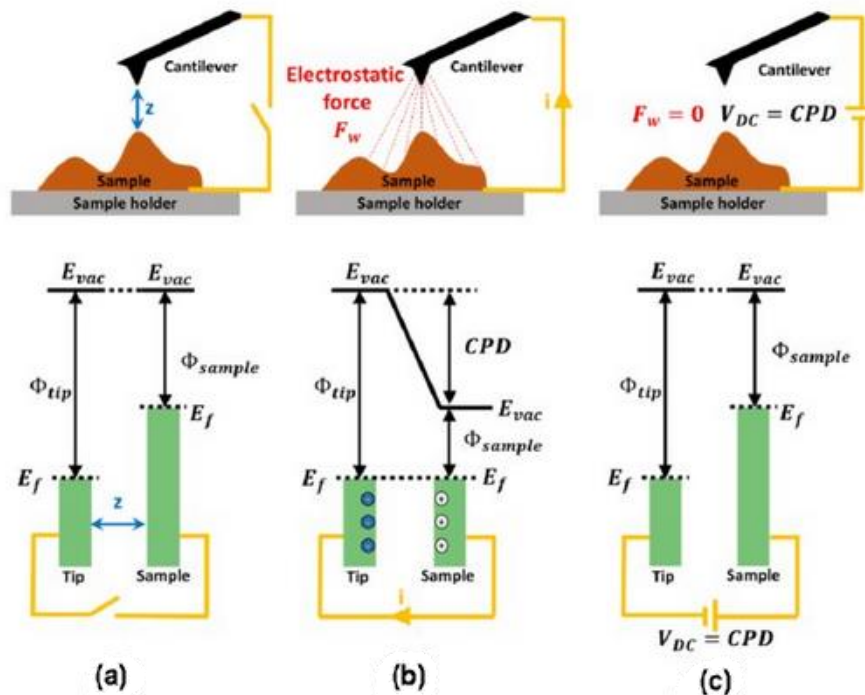 Cantilever
z
Sample
Sample holder
Electrostatic
force
F_w
Cantilever
i
Sample
Sample holder
Cantilever
F_w = 0 V_DC = CPD
Sample
Sample holder
E_vac E_vac
Φ_tip
Φ_sample
E_f
E_f
z
Tip Sample
E_vac
CPD
Φ_tip
E_vac
Φ_sample
E_f E_f
+
+
+
Tip Sample
i
E_vac E_vac
Φ_tip
Φ_sample
E_f
E_f
Tip Sample
V_DC = CPD
(a) (b) (c)